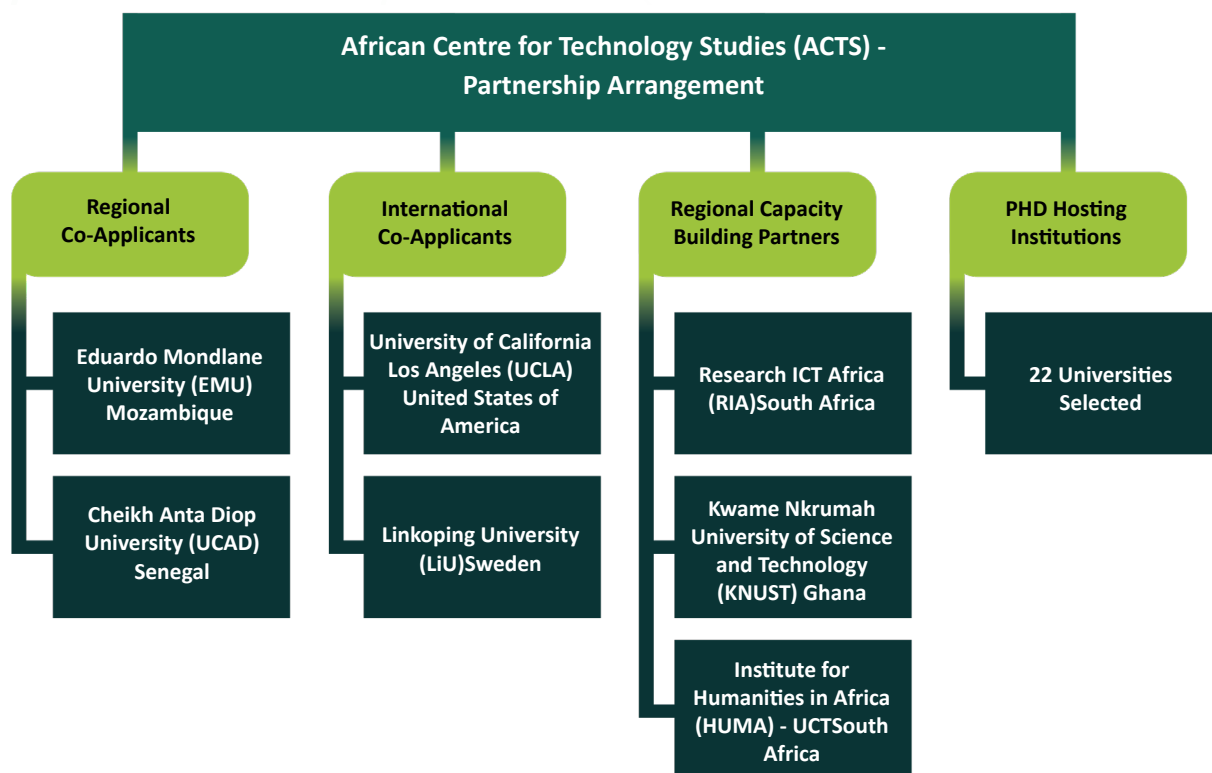 African Centre for Technology Studies (ACTS) -
Partnership Arrangement
Regional
Co-Applicants
International
Co-Applicants
Regional Capacity
Building Partners
PHD Hosting
Institutions
Eduardo Mondlane
University (EMU)
Mozambique
Cheikh Anta Diop
University (UCAD)
Senegal
University of California
Los Angeles (UCLA)
United States of
America
Linkoping University
(LiU)Sweden
Research ICT Africa
(RIA)South Africa
Kwame Nkrumah
University of Science
and Technology
(KNUST) Ghana
Institute for
Humanities in Africa
(HUMA) - UCTSouth
Africa
22 Universities
Selected